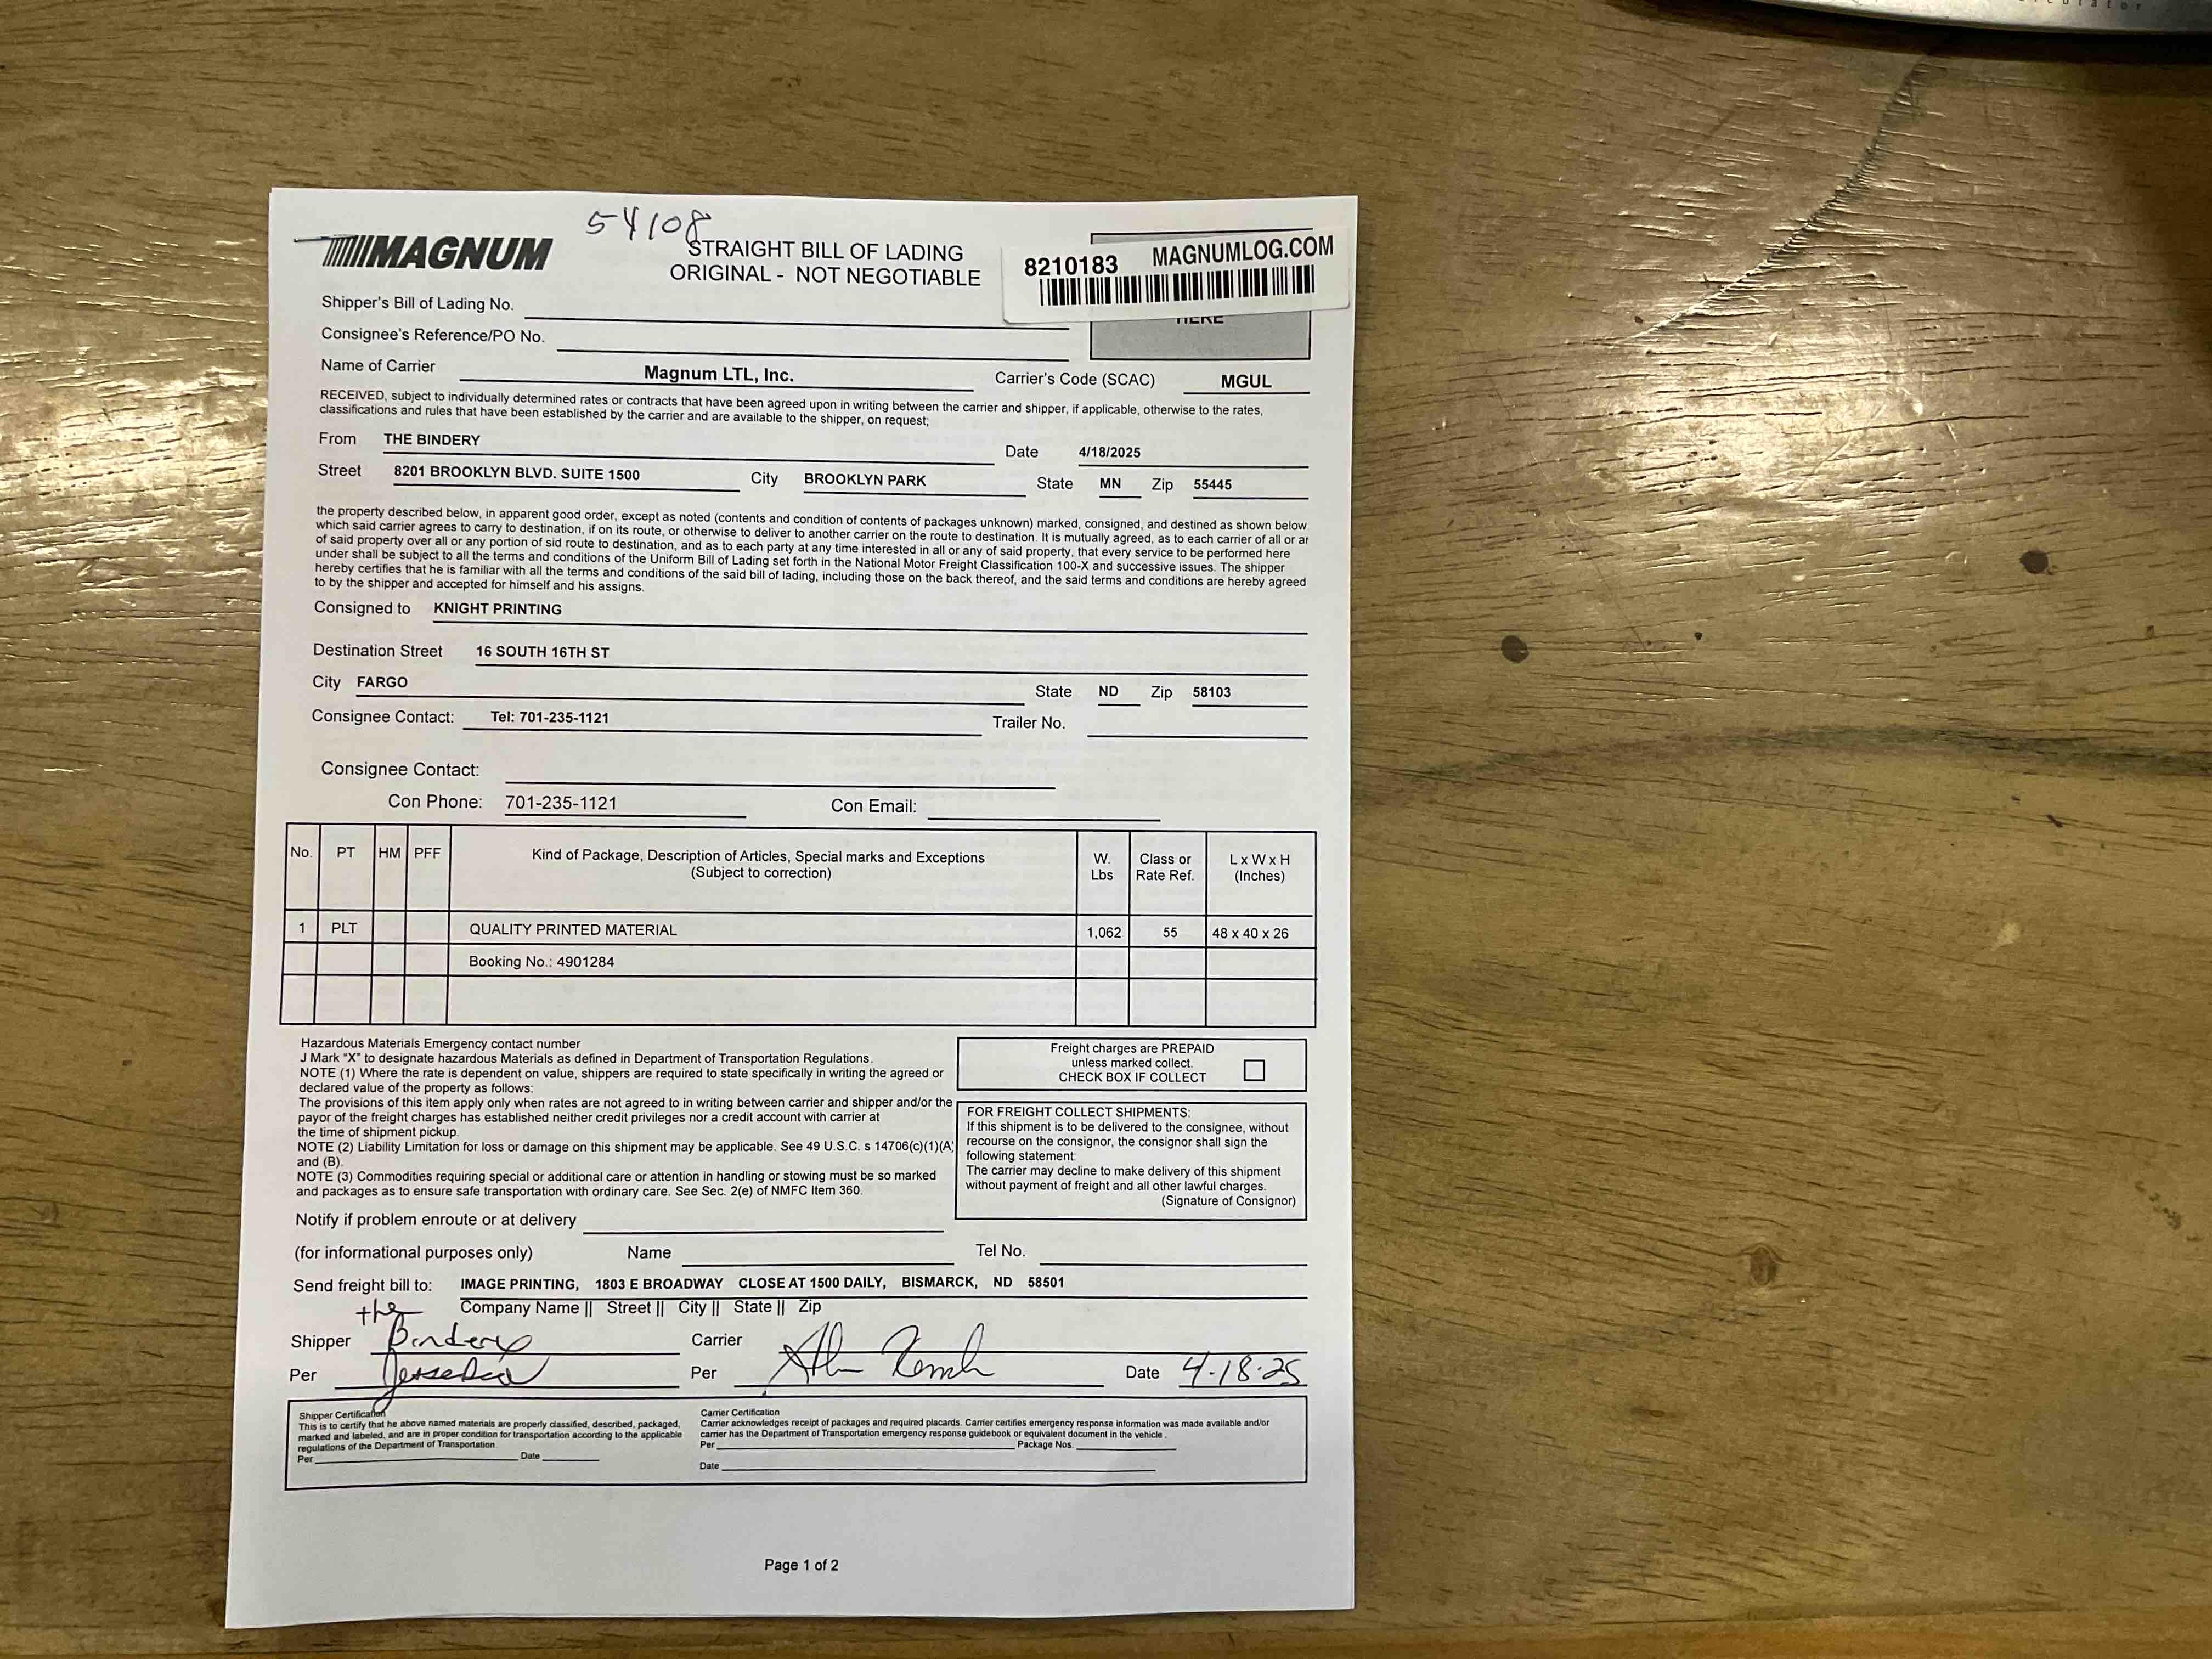 54108
MAGNUM
STRAIGHT BILL OF LADING
ORIGINAL - NOT NEGOTIABLE
8210183 MAGNUMLOG.COM
HERE
Shipper's Bill of Lading No.
Consignee's Reference/PO No.
Name of Carrier Magnum LTL, Inc. Carrier's Code (SCAC) MGUL
RECEIVED, subject to individually determined rates or contracts that have been agreed upon in writing between the carrier and shipper, if applicable, otherwise to the rates,
classifications and rules that have been established by the carrier and are available to the shipper, on request;
From THE BINDERY Date 4/18/2025
Street 8201 BROOKLYN BLVD. SUITE 1500 City BROOKLYN PARK State MN Zip 55445
the property described below, in apparent good order, except as noted (contents and condition of contents of packages unknown) marked, consigned, and destined as shown below
which said carrier agrees to carry to destination, if on its route, or otherwise to deliver to another carrier on the route to destination. It is mutually agreed, as to each carrier of all or ar
of said property over all or any portion of sid route to destination, and as to each party at any time interested in all or any of said property, that every service to be performed here
under shall be subject to all the terms and conditions of the Uniform Bill of Lading set forth in the National Motor Freight Classification 100-X and successive issues. The shipper
hereby certifies that he is familiar with all the terms and conditions of the said bill of lading, including those on the back thereof, and the said terms and conditions are hereby agreed
to by the shipper and accepted for himself and his assigns.
Consigned to KNIGHT PRINTING
Destination Street 16 SOUTH 16TH ST
City FARGO State ND Zip 58103
Consignee Contact: Tel: 701-235-1121 Trailer No.
Consignee Contact:
Con Phone: 701-235-1121 Con Email:
No. PT HM PFF Kind of Package, Description of Articles, Special marks and Exceptions W. Class or L x W x H
(Subject to correction) Lbs Rate Ref. (Inches)
1 PLT QUALITY PRINTED MATERIAL 1,062 55 48 x 40 x 26
Booking No.: 4901284
Hazardous Materials Emergency contact number
J Mark "X" to designate hazardous Materials as defined in Department of Transportation Regulations.
NOTE (1) Where the rate is dependent on value, shippers are required to state specifically in writing the agreed or
declared value of the property as follows:
The provisions of this item apply only when rates are not agreed to in writing between carrier and shipper and/or the
payor of the freight charges has established neither credit privileges nor a credit account with carrier at
the time of shipment pickup.
NOTE (2) Liability Limitation for loss or damage on this shipment may be applicable. See 49 U.S.C. s 14706(c)(1)(A)
and (B).
NOTE (3) Commodities requiring special or additional care or attention in handling or stowing must be so marked
and packages as to ensure safe transportation with ordinary care. See Sec. 2(e) of NMFC Item 360.
Freight charges are PREPAID
unless marked collect.
CHECK BOX IF COLLECT
FOR FREIGHT COLLECT SHIPMENTS:
If this shipment is to be delivered to the consignee, without
recourse on the consignor, the consignor shall sign the
following statement:
The carrier may decline to make delivery of this shipment
without payment of freight and all other lawful charges.
(Signature of Consignor)
Notify if problem enroute or at delivery
(for informational purposes only) Name Tel No.
Send freight bill to: IMAGE PRINTING, 1803 E BROADWAY CLOSE AT 1500 DAILY, BISMARCK, ND 58501
Company Name || Street || City || State || Zip
the
Shipper Bindery Carrier
Per Per Date 4-18-25
Shipper Certification
This is to certify that he above named materials are properly classified, described, packaged,
marked and labeled, and are in proper condition for transportation according to the applicable
regulations of the Department of Transportation.
Per Date
Carrier Certification
Carrier acknowledges receipt of packages and required placards. Carrier certifies emergency response information was made available and/or
carrier has the Department of Transportation emergency response guidebook or equivalent document in the vehicle .
Per Package Nos.
Date
Page 1 of 2